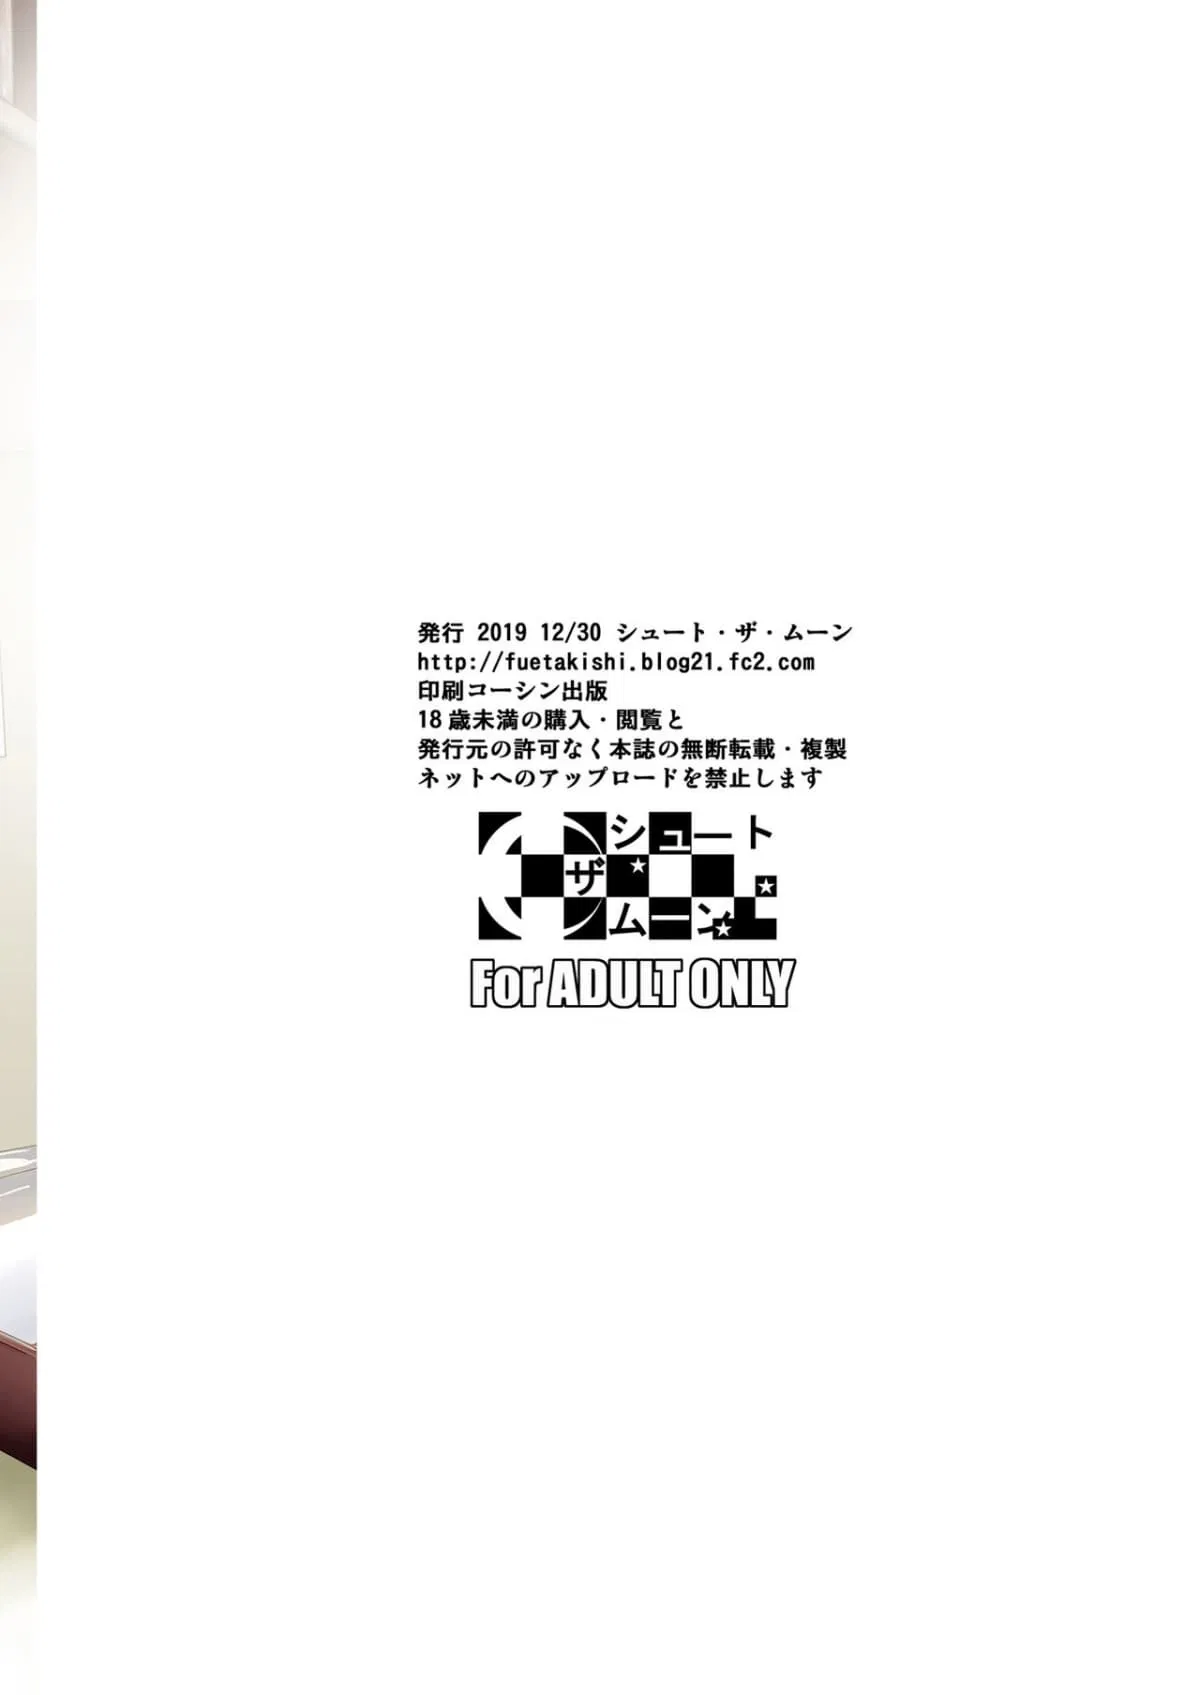 発行 2019 12/30 シュート・ザ・ムーン
http://fuetakishi.blog21.fc2.com
印刷コーシン出版
18歳未満の購入・閲覧と
発行元の許可なく本誌の無断転載・複製
ネットへのアップロードを禁止します
シュート
ザ
ムーン
For ADULT ONLY